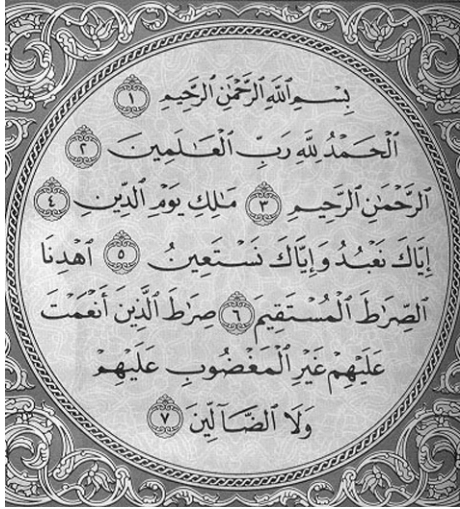 بِسۡمِ ٱللَّهِ ٱلرَّحۡمَٰنِ ٱلرَّحِيمِ ١
ٱلۡحَمۡدُ لِلَّهِ رَبِّ ٱلۡعَٰلَمِينَ ٢
ٱلرَّحۡمَٰنِ ٱلرَّحِيمِ ٣ مَٰلِكِ يَوۡمِ ٱلدِّينِ ٤
إِيَّاكَ نَعۡبُدُ وَإِيَّاكَ نَسۡتَعِينُ ٥ ٱهۡدِنَا
ٱلصِّرَٰطَ ٱلۡمُسۡتَقِيمَ ٦ صِرَٰطَ ٱلَّذِينَ أَنۡعَمۡتَ
عَلَيۡهِمۡ غَيۡرِ ٱلۡمَغۡضُوبِ عَلَيۡهِمۡ
وَلَا ٱلضَّآلِّينَ ٧